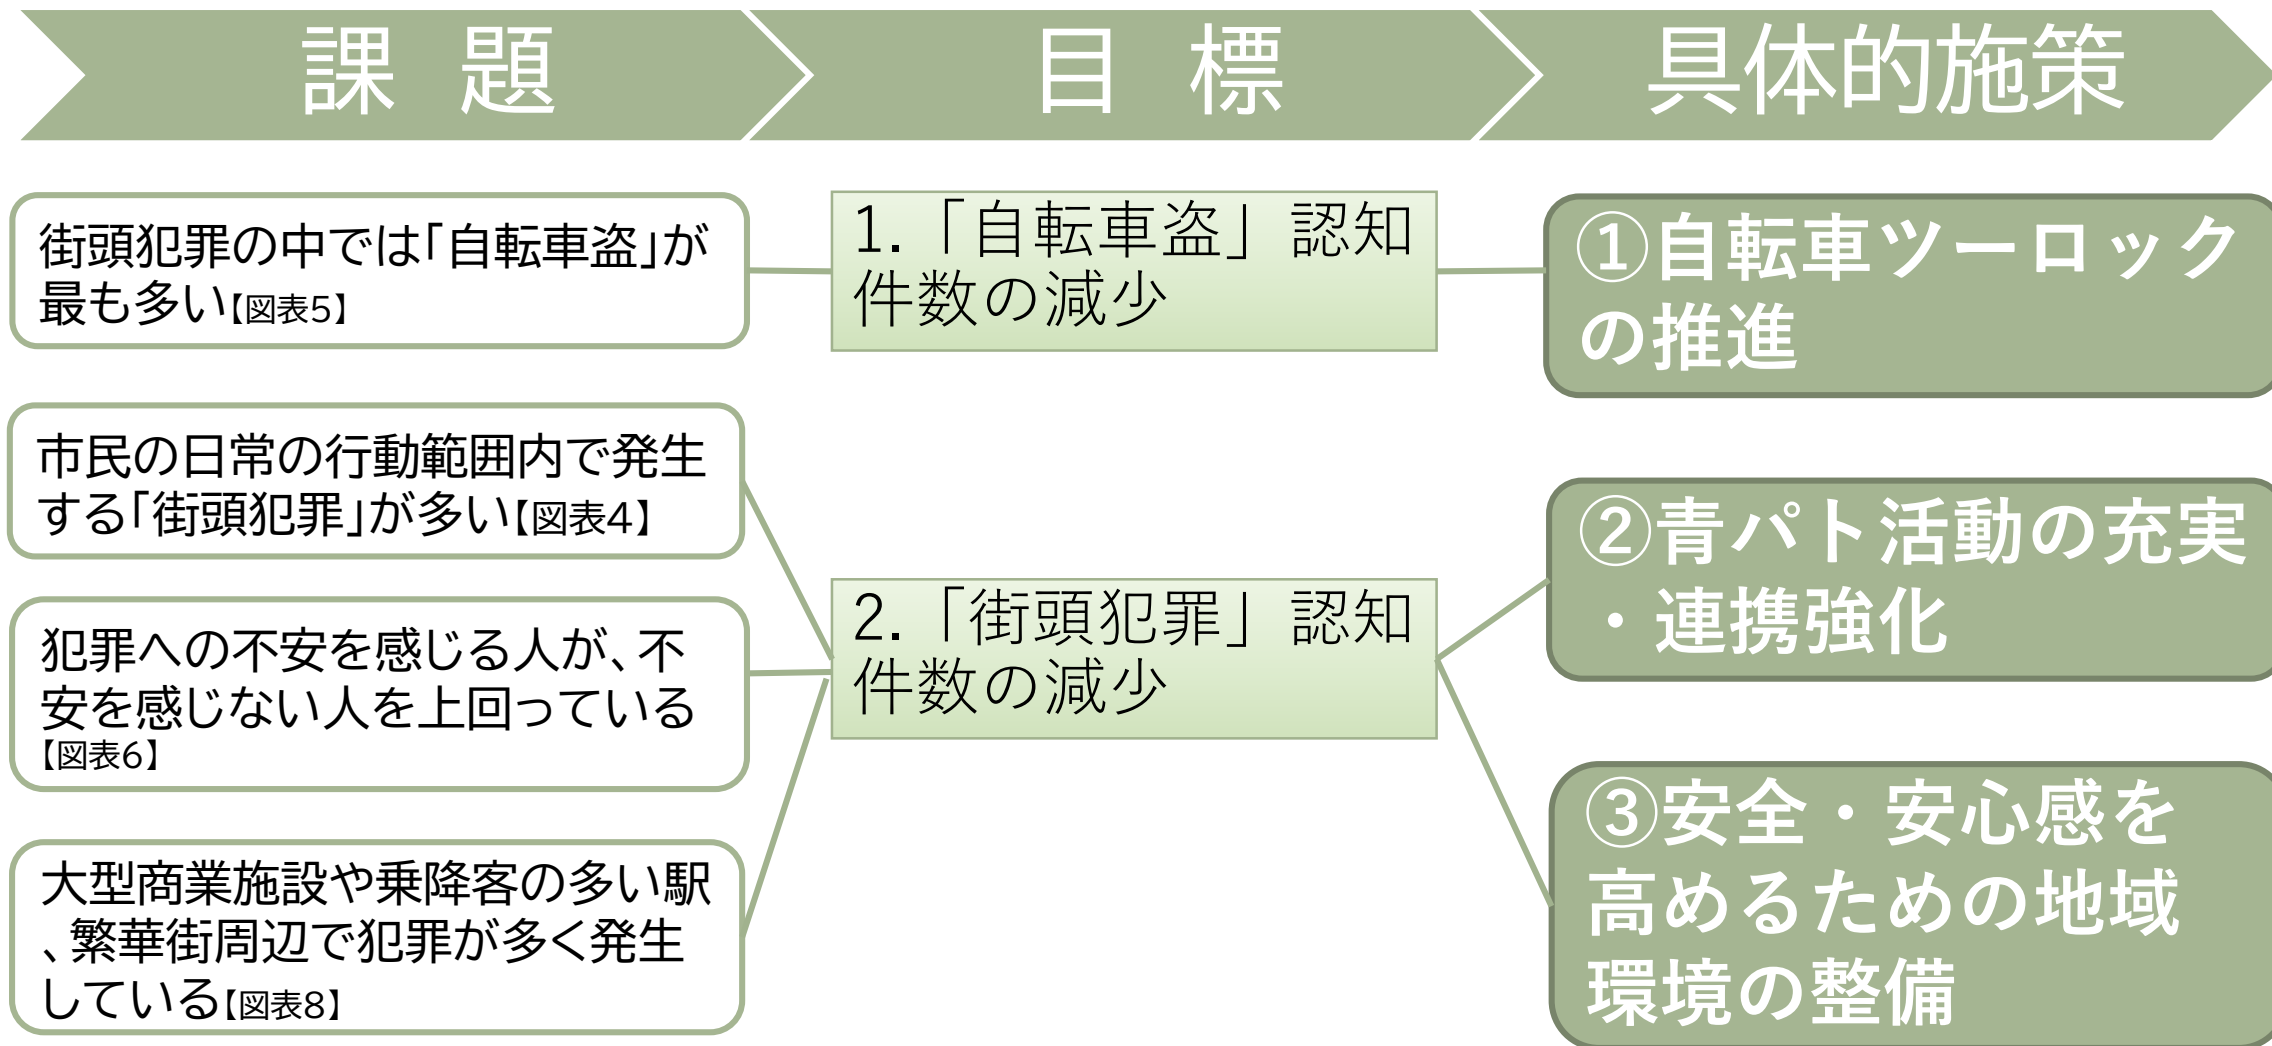 課 題
目 標
具体的施策
街頭犯罪の中では「自転車盗」が
最も多い【図表5】
1.「自転車盗」認知
件数の減少
①自転車ツーロック
の推進
市民の日常の行動範囲内で発生
する「街頭犯罪」が多い【図表4】
犯罪への不安を感じる人が、不
安を感じない人を上回っている
【図表6】
大型商業施設や乗降客の多い駅
、繁華街周辺で犯罪が多く発生
している【図表8】
2.「街頭犯罪」認知
件数の減少
②青パト活動の充実
・連携強化
③安全・安心感を
高めるための地域
環境の整備